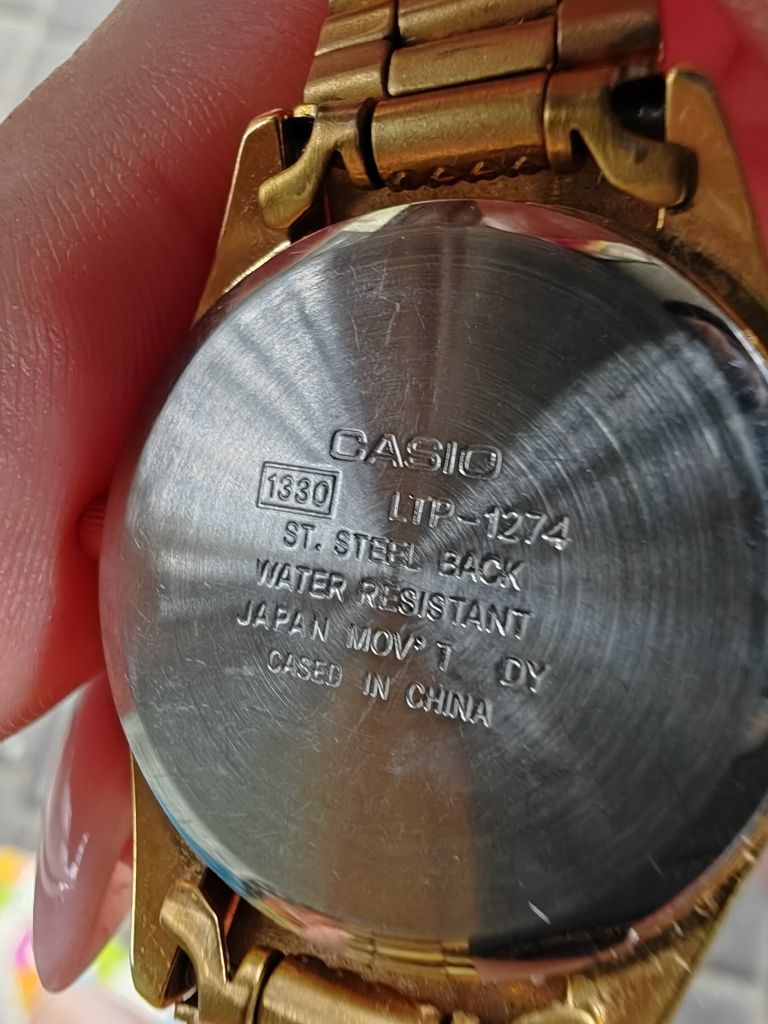 CASIO
1330 LTP-1274
ST. STEEL BACK
WATER RESISTANT
JAPAN MOV'T DY
CASED IN CHINA